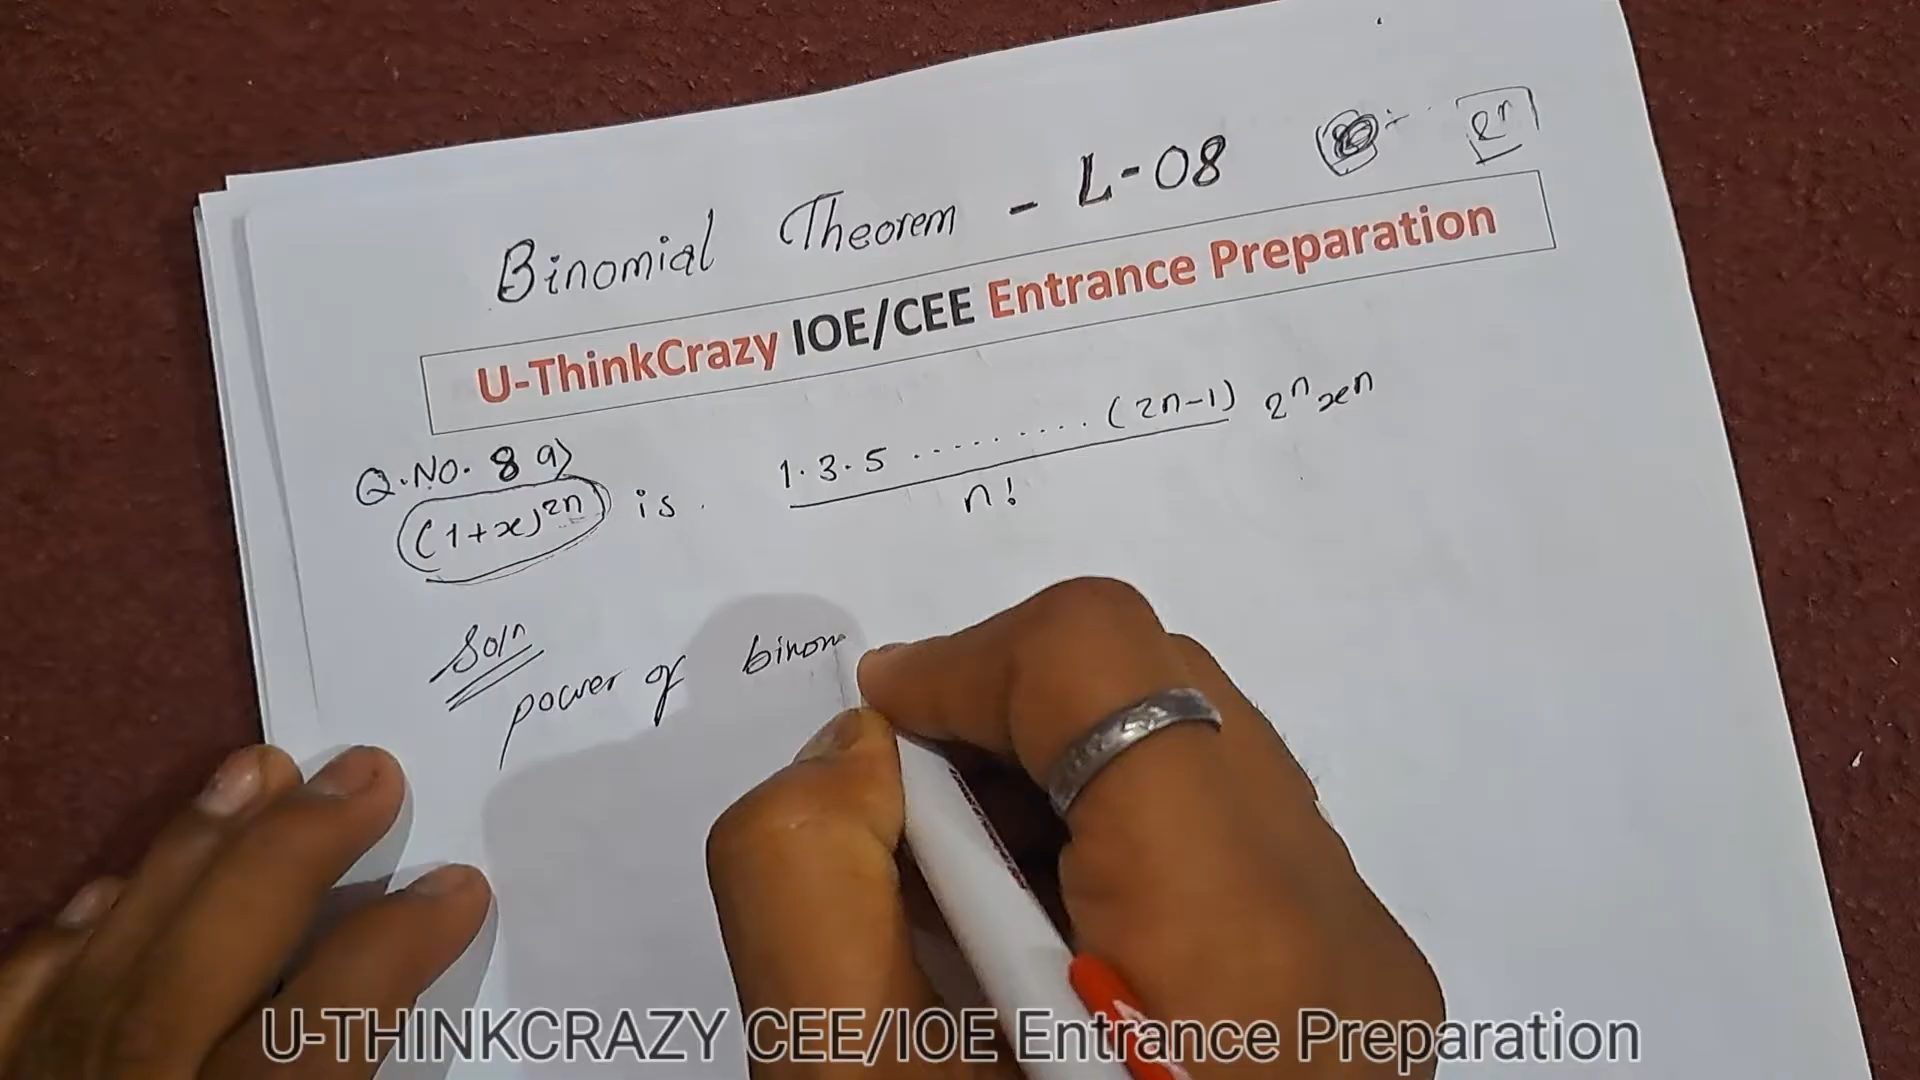 2ⁿ
Binomial Theorem - L-08
U-ThinkCrazy IOE/CEE Entrance Preparation
Q.NO. 8 a)
(1+x)²ⁿ is 1·3·5 ......... (2n-1) 2ⁿxⁿ
n!
Solⁿ
power of binom
U-THINKCRAZY CEE/IOE Entrance Preparation